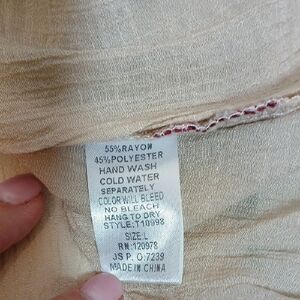 55%RAYON
45%POLYESTER
HAND WASH
COLD WATER
SEPARATELY
COLOR WILL BLEED
NO BLEACH
HANG TO DRY
STYLE:T10998
SIZE:L
RN:120978
JS P.O:7239
MADE IN CHINA